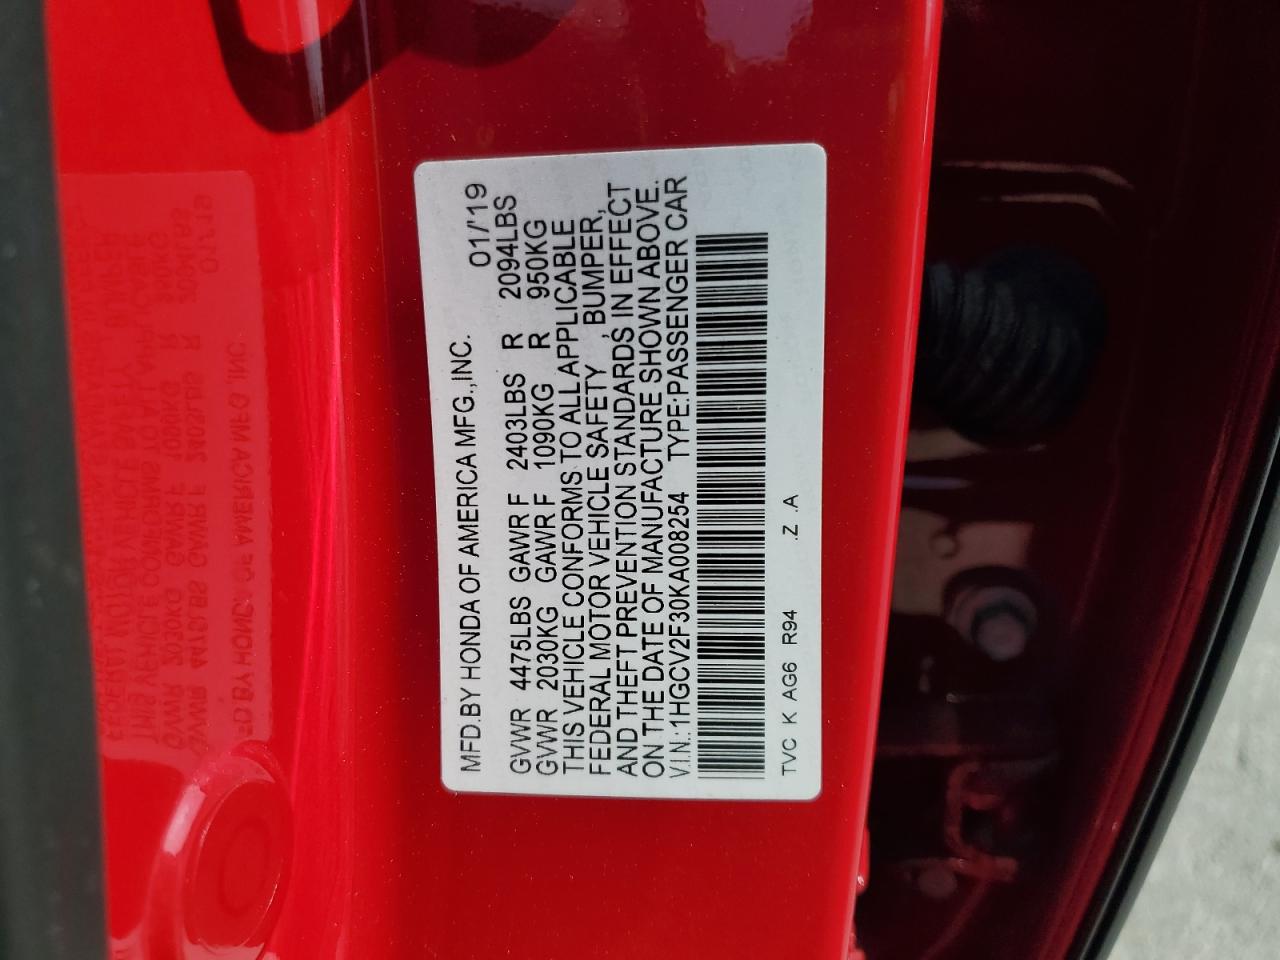 MFD.BY HONDA OF AMERICA MFG.,INC. 01/'19
GVWR 4475LBS GAWR F 2403LBS R 2094LBS
GVWR 2030KG GAWR F 1090KG R 950KG
THIS VEHICLE CONFORMS TO ALL APPLICABLE
FEDERAL MOTOR VEHICLE SAFETY, BUMPER,
AND THEFT PREVENTION STANDARDS IN EFFECT
ON THE DATE OF MANUFACTURE SHOWN ABOVE.
V.I.N.:1HGCV2F30KA008254 TYPE:PASSENGER CAR
TVC K AG6 R94 .Z .A